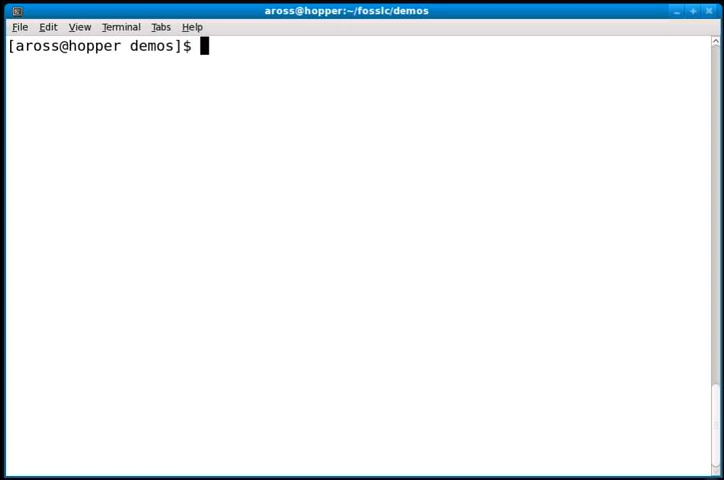 aross@hopper:~/fosslc/demos
File Edit View Terminal Tabs Help
[aross@hopper demos]$